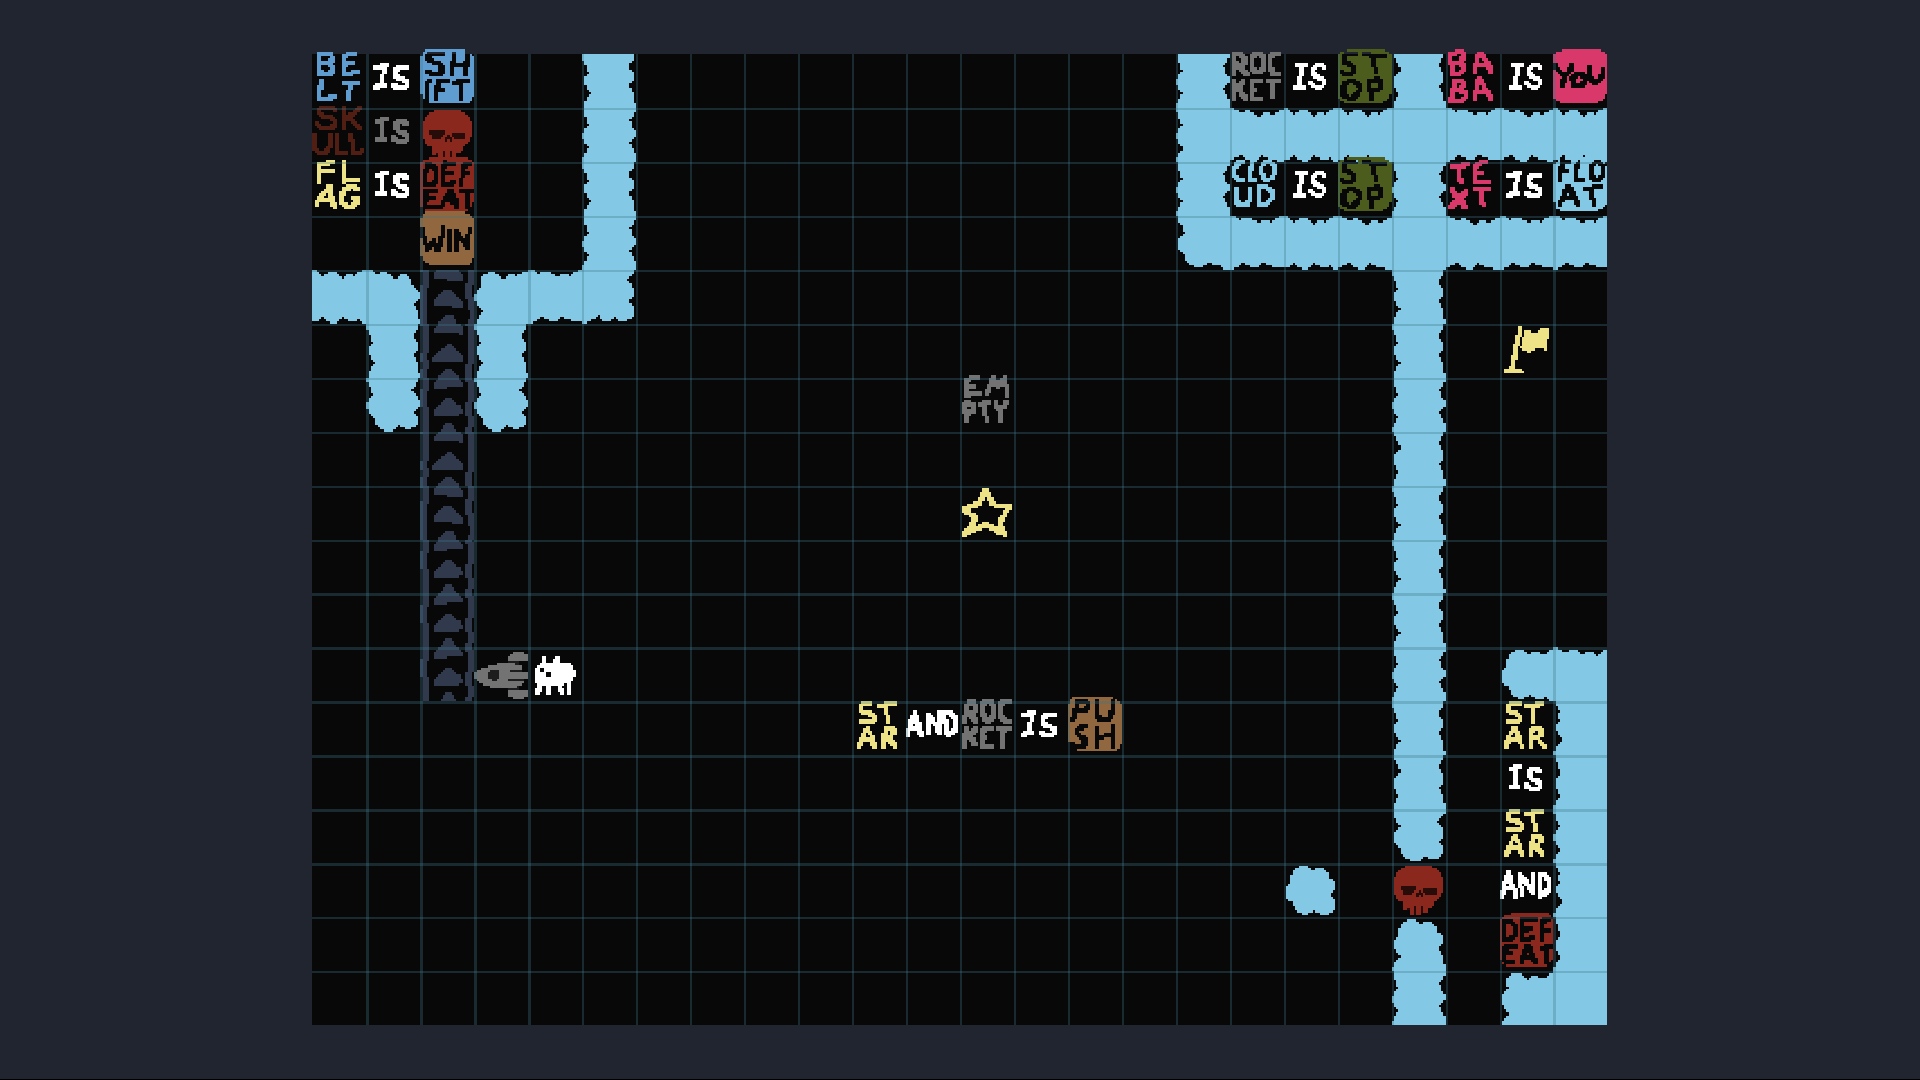 BELT IS SHIFT
ROCKET IS STOP
BABA IS YOU
SKULL IS
FLAG IS DEFEAT
CLOUD IS STOP
TEXT IS FLOAT
WIN
EMPTY
STAR AND ROCKET IS PUSH
STAR
IS
STAR
AND
DEFEAT